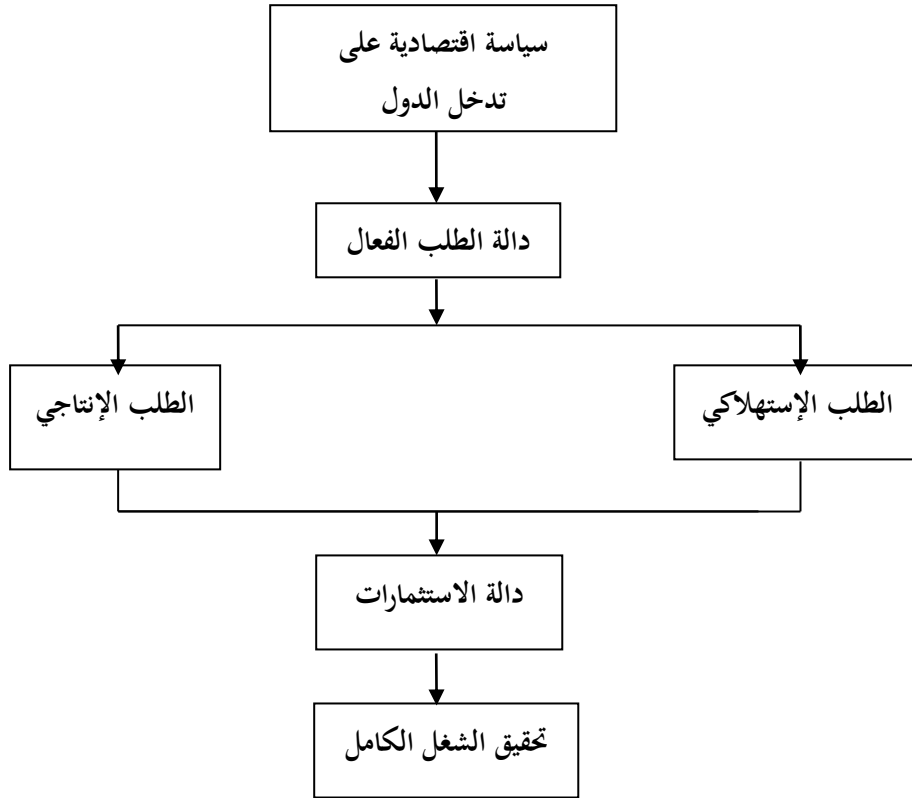 سياسة اقتصادية على
تدخل الدول
دالة الطلب الفعال
الطلب الإستهلاكي
الطلب الإنتاجي
دالة الاستثمارات
تحقيق الشغل الكامل